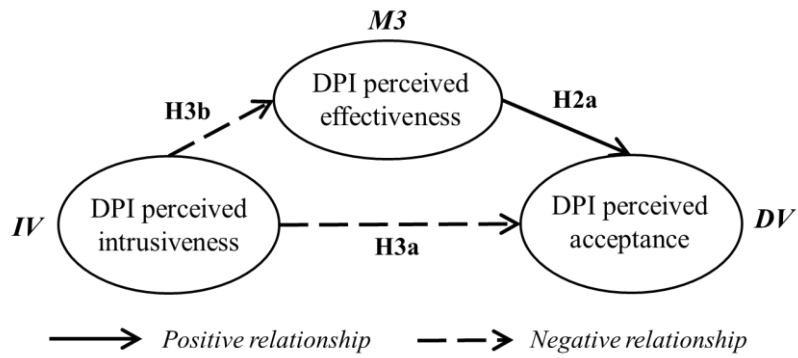 M3
DPI perceived
effectiveness
H3b
H2a
IV
DPI perceived
intrusiveness
H3a
DPI perceived
acceptance
DV
Positive relationship
Negative relationship